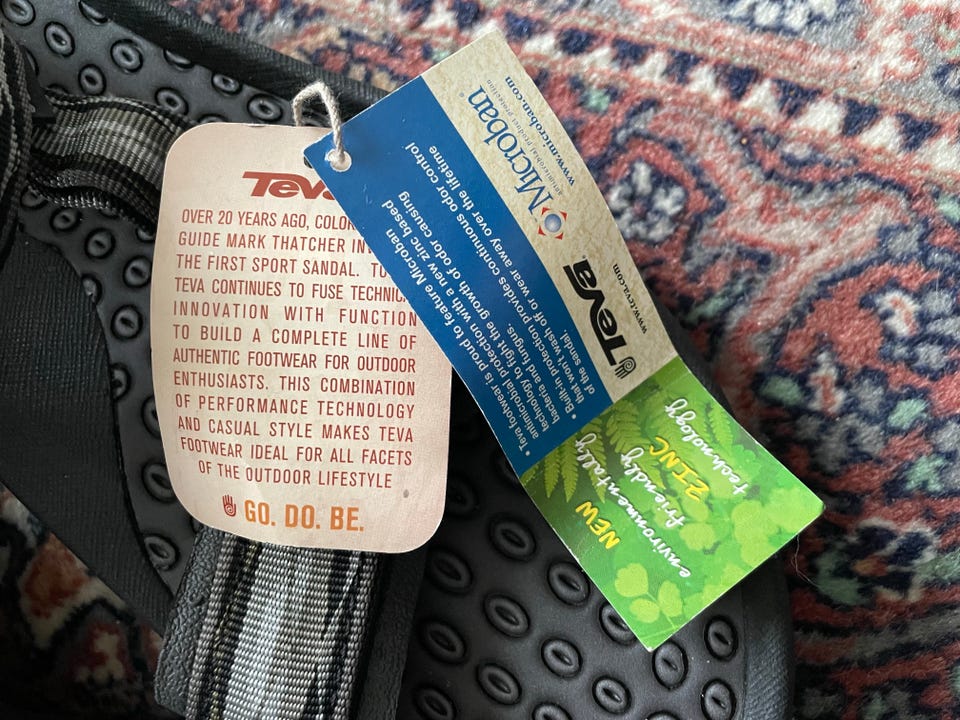 Teva
OVER 20 YEARS AGO,
GUIDE MARK THATCHER
THE FIRST SPORT SANDAL.
TEVA CONTINUES TO FUSE
INNOVATION WITH FUNCTION
TO BUILD A COMPLETE LINE OF
AUTHENTIC FOOTWEAR FOR OUTDOOR
ENTHUSIASTS. THIS COMBINATION
OF PERFORMANCE TECHNOLOGY
AND CASUAL STYLE MAKES TEVA
FOOTWEAR IDEAL FOR ALL FACETS
OF THE OUTDOOR LIFESTYLE
GO. DO. BE.
Microban®
antimicrobial product protection
www.microban.com
Teva
www.teva.com
• Teva footwear is proud to feature Microban
antimicrobial protection with a new zinc based
technology to fight the growth of odor causing
bacteria and fungus.
• Built-in protection provides continuous odor control
that won't wash off or wear away over the lifetime
of the sandal.
NEW
environmentally
friendly
ZINC
technology